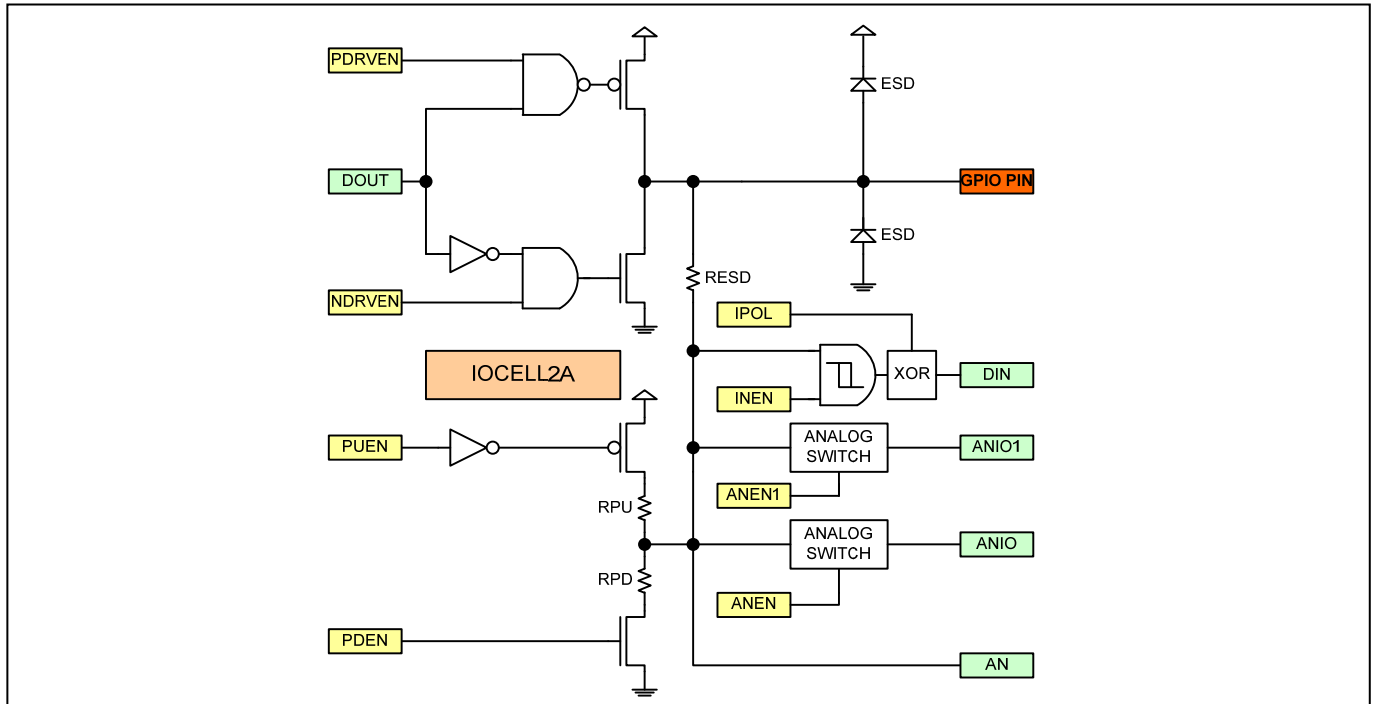 PDRVEN
ESD
DOUT
GPIO PIN
ESD
RESD
NDRVEN
IPOL
IOCELL2A
XOR
DIN
INEN
PUEN
ANALOG
SWITCH
ANIO1
ANEN1
RPU
ANALOG
SWITCH
ANIO
RPD
ANEN
PDEN
AN